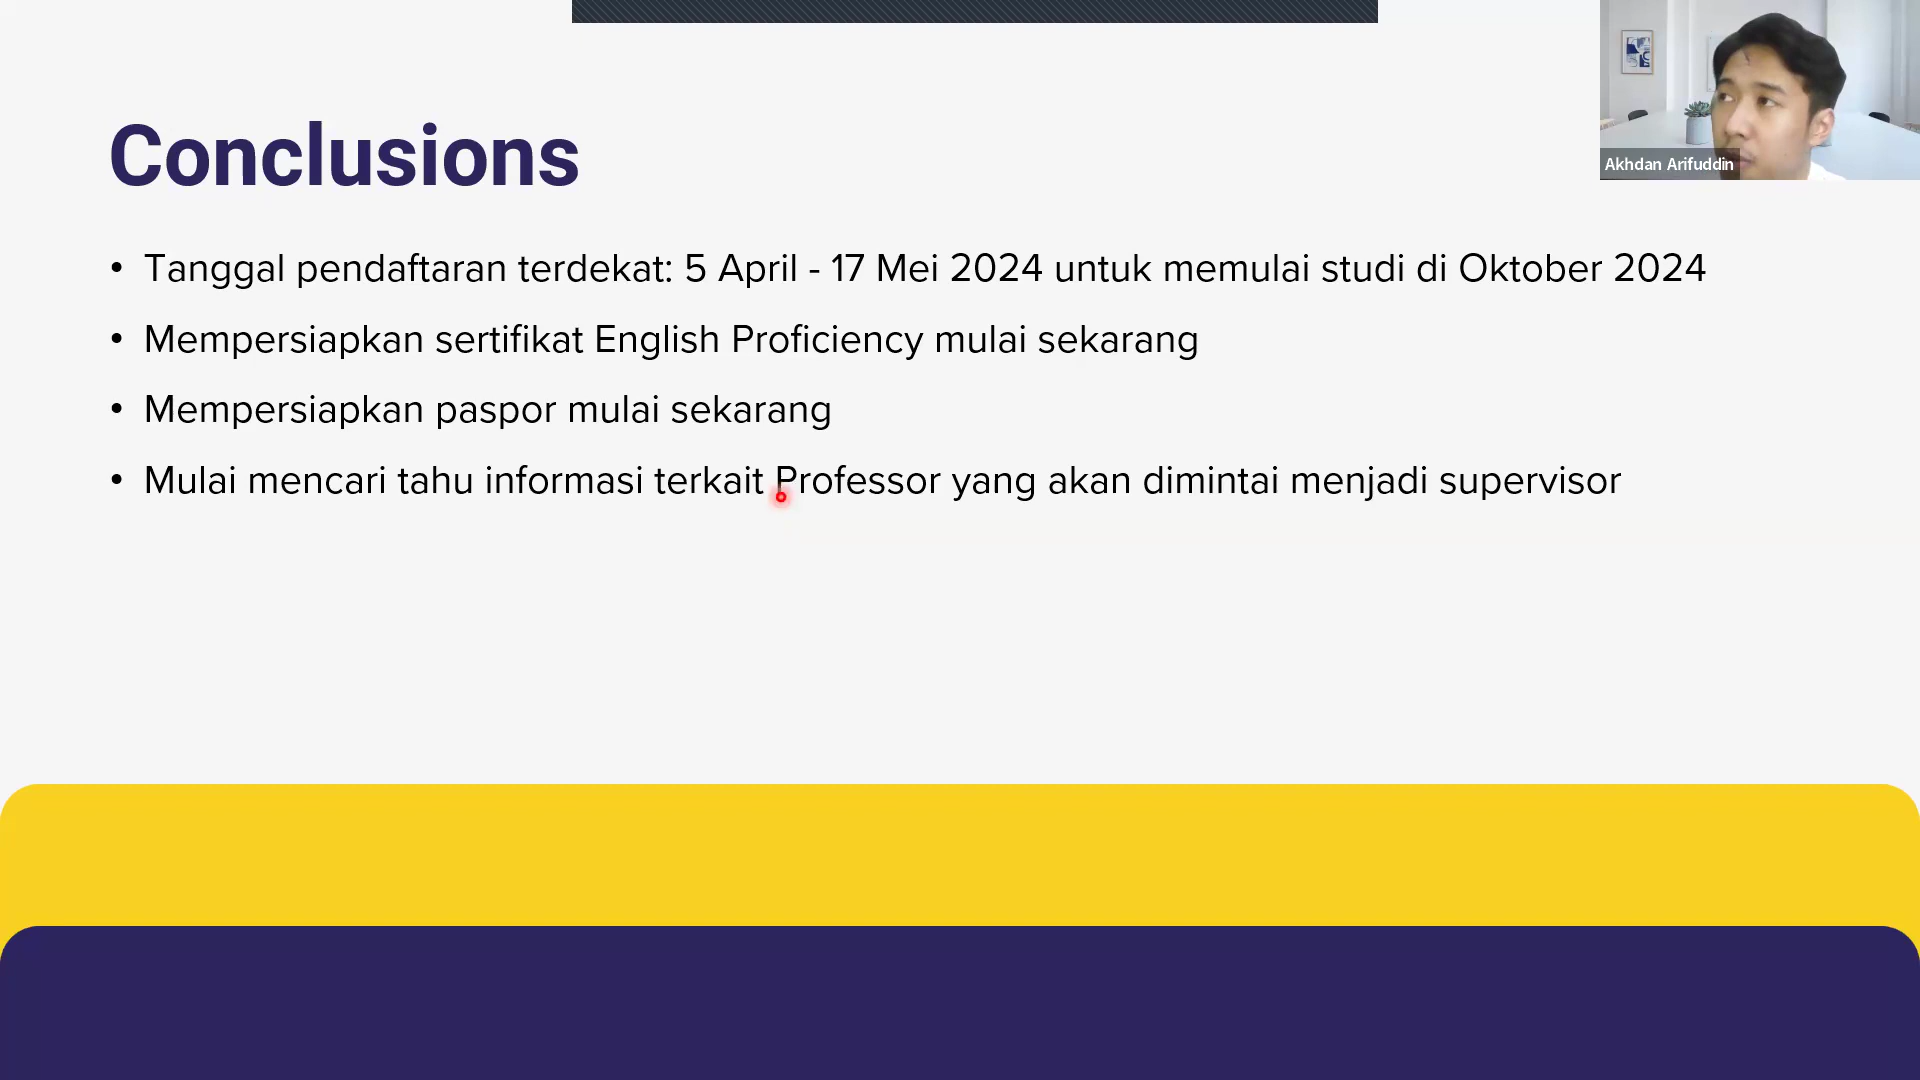 Conclusions
• Tanggal pendaftaran terdekat: 5 April - 17 Mei 2024 untuk memulai studi di Oktober 2024
• Mempersiapkan sertifikat English Proficiency mulai sekarang
• Mempersiapkan paspor mulai sekarang
• Mulai mencari tahu informasi terkait Professor yang akan dimintai menjadi supervisor
Akhdan Arifuddin